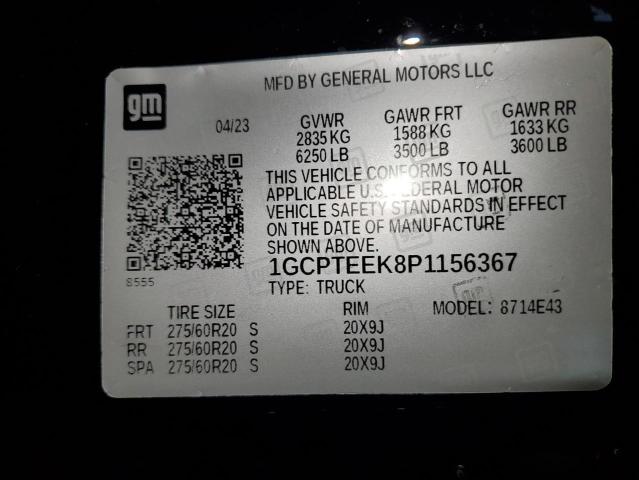 MFD BY GENERAL MOTORS LLC
gm
04/23
GVWR GAWR FRT GAWR RR
2835 KG 1588 KG 1633 KG
6250 LB 3500 LB 3600 LB
THIS VEHICLE CONFORMS TO ALL
APPLICABLE U.S. FEDERAL MOTOR
VEHICLE SAFETY STANDARDS IN EFFECT
ON THE DATE OF MANUFACTURE
SHOWN ABOVE.
8555
1GCPTEEK8P1156367
TYPE: TRUCK
TIRE SIZE RIM MODEL: 8714E43
FRT 275/60R20 S 20X9J
RR 275/60R20 S 20X9J
SPA 275/60R20 S 20X9J